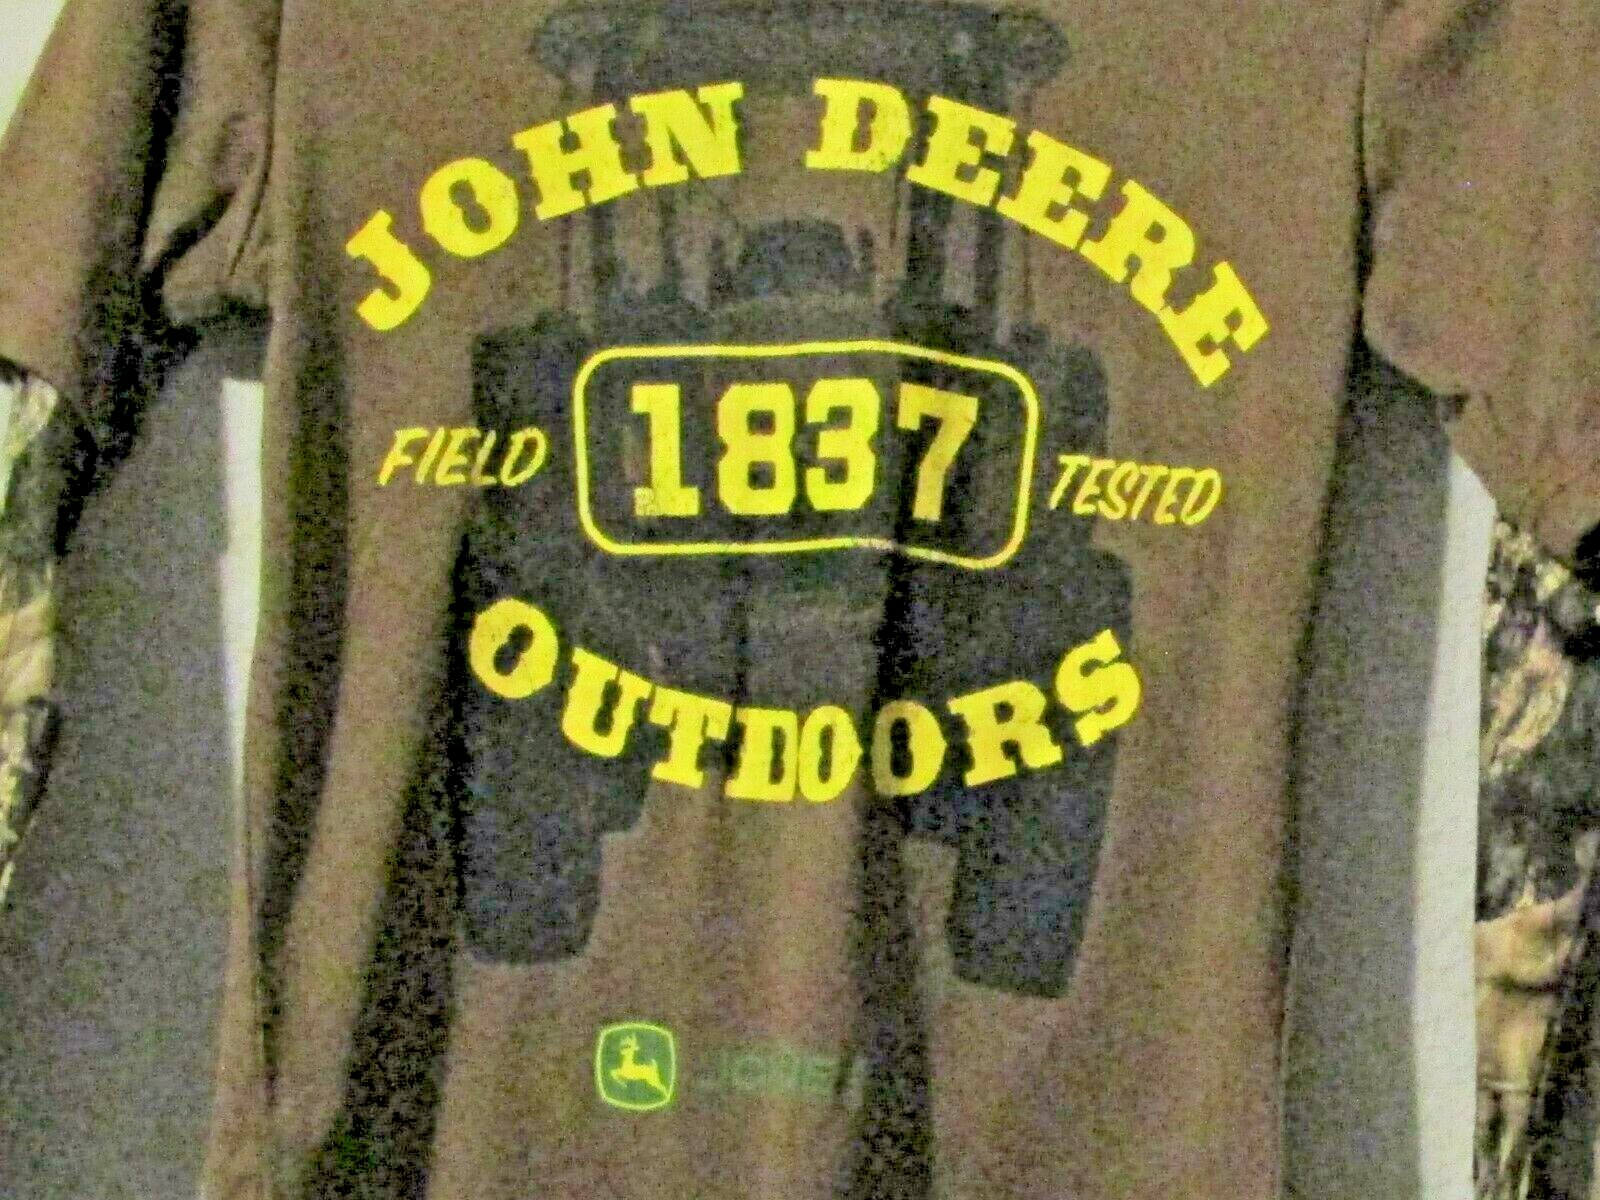 JOHN DEERE
FIELD 1837 TESTED
OUTDOORS